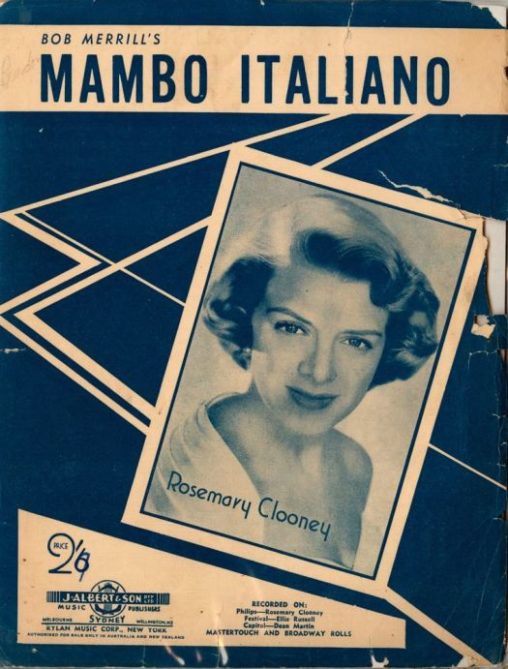 BOB MERRILL'S
MAMBO ITALIANO
Rosemary Clooney
PRICE
2/6
J. ALBERT & SON PTY LTD
MUSIC PUBLISHERS
MELBOURNE SYDNEY WELLINGTON, NZ
RYLAN MUSIC CORP., NEW YORK
AUTHORISED FOR SALE ONLY IN AUSTRALIA AND NEW ZEALAND
RECORDED ON:
Philips—Rosemary Clooney
Festival—Ellie Russell
Capitol—Dean Martin
MASTERTOUCH AND BROADWAY ROLLS